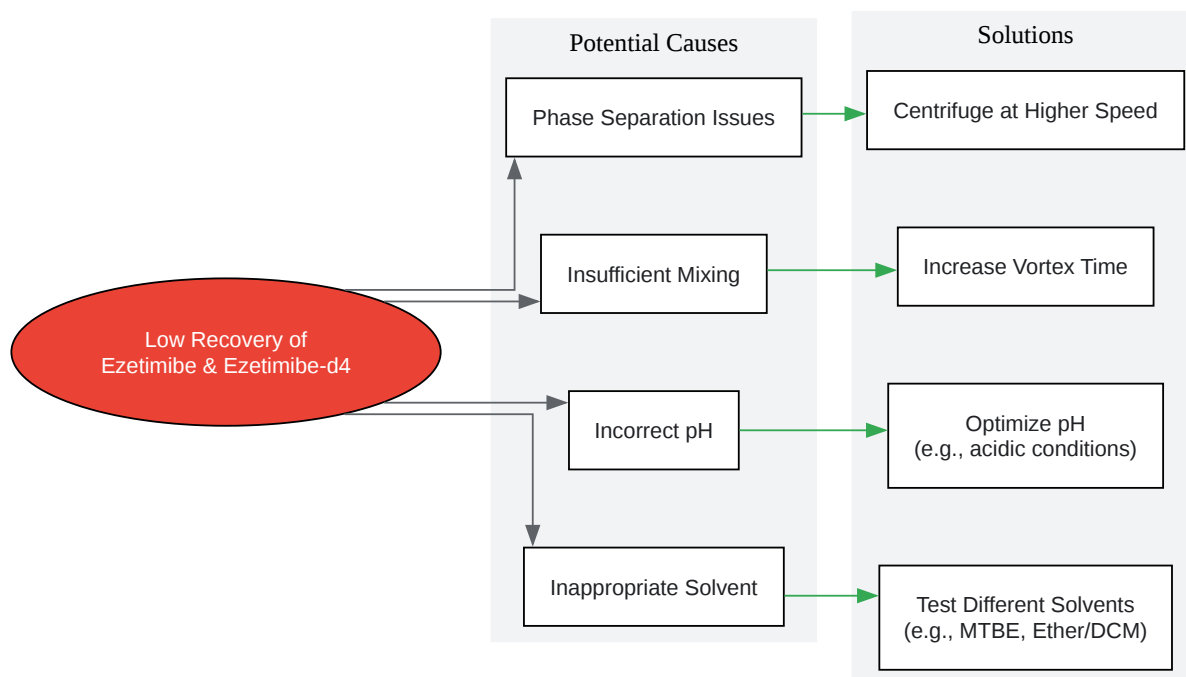 Potential Causes
Solutions
Phase Separation Issues
Centrifuge at Higher Speed
Insufficient Mixing
Increase Vortex Time
Low Recovery of
Ezetimibe & Ezetimibe-d4
Incorrect pH
Optimize pH
(e.g., acidic conditions)
Inappropriate Solvent
Test Different Solvents
(e.g., MTBE, Ether/DCM)